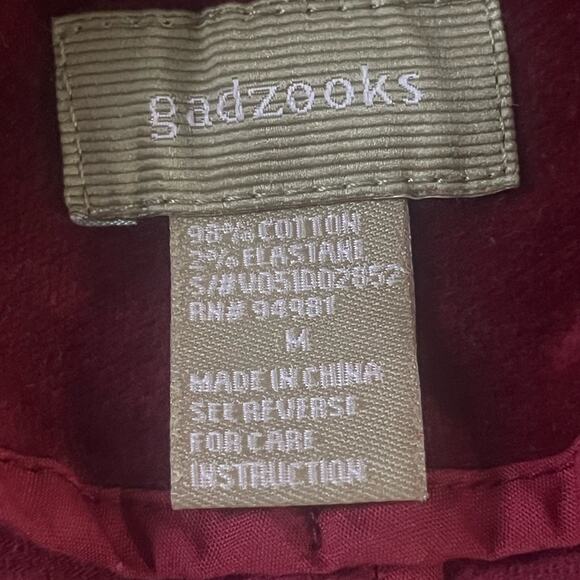 gadzooks
98% COTTON
2% ELASTANE
S/# V051D02852
RN# 94981
M
MADE IN CHINA
SEE REVERSE
FOR CARE
INSTRUCTION